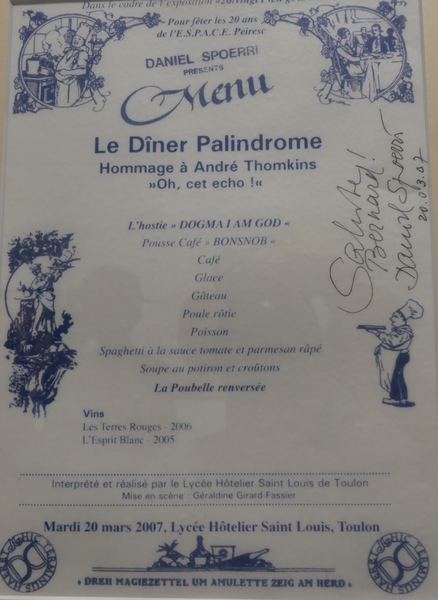 Dans le cadre de l'exposition
Pour fêter les 20 ans
de l'E.S.P.A.C.E. Peiresc
DANIEL SPOERRI
PRESENTS
Menu
Le Dîner Palindrome
Hommage à André Thomkins
»Oh, cet echo !«
L'hostie » DOGMA I AM GOD «
Pousse Café » BONSNOB «
Café
Glace
Gâteau
Poule rôtie
Poisson
Spaghetti à la sauce tomate et parmesan râpé
Soupe au potiron et croûtons
La Poubelle renversée
Salute,
Bernard!
Daniel Spoerri
20.03.07
Vins
Les Terres Rouges - 2006
L'Esprit Blanc - 2005
Interprété et réalisé par le Lycée Hôtelier Saint Louis de Toulon
Mise en scène : Géraldine Girard-Fassier
Mardi 20 mars 2007, Lycée Hôtelier Saint Louis, Toulon
» DREH MAGIEZETTEL UM AMULETTE ZEIG AM HERD «